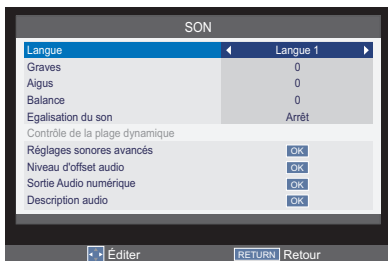 SON
Langue Langue 1
Graves 0
Aigus 0
Balance 0
Egalisation du son Arrêt
Contrôle de la plage dynamique
Réglages sonores avancés OK
Niveau d'offset audio OK
Sortie Audio numérique OK
Description audio OK
Éditer RETURN Retour